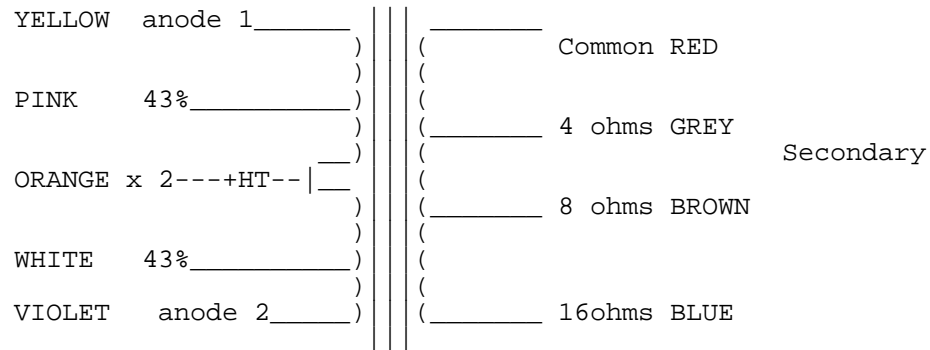 YELLOW anode 1
Common RED
PINK 43%
4 ohms GREY
Secondary
ORANGE x 2---+HT--|
8 ohms BROWN
WHITE 43%
VIOLET anode 2
16ohms BLUE